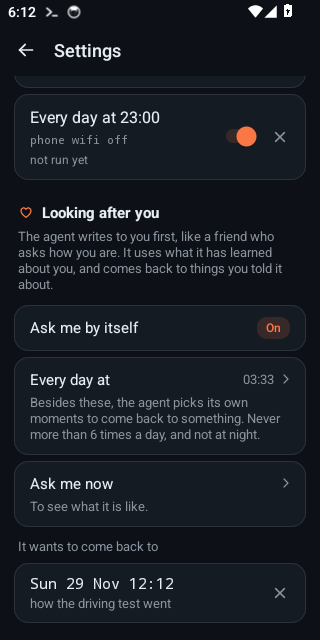 6:12
Settings
Every day at 23:00
phone wifi off
not run yet
Looking after you
The agent writes to you first, like a friend who
asks how you are. It uses what it has learned
about you, and comes back to things you told it
about.
Ask me by itself
On
Every day at
03:33
Besides these, the agent picks its own
moments to come back to something. Never
more than 6 times a day, and not at night.
Ask me now
To see what it is like.
It wants to come back to
Sun 29 Nov 12:12
how the driving test went